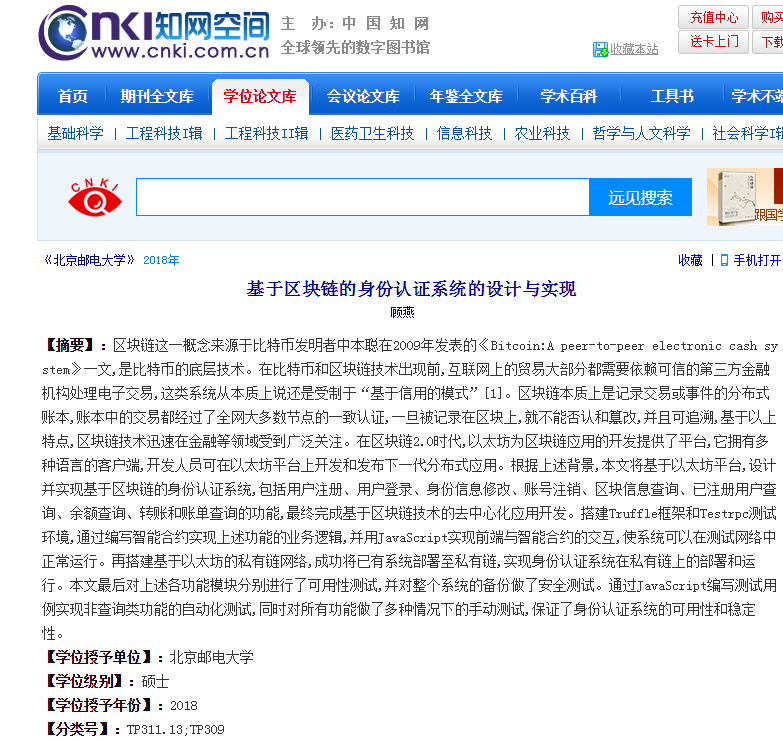 cnki知网空间
www.cnki.com.cn
主 办:中 国 知 网
全球领先的数字图书馆
收藏本站
充值中心
送卡上门
首页 期刊全文库 学位论文库 会议论文库 年鉴全文库 学术百科 工具书
基础科学 | 工程科技I辑 | 工程科技II辑 | 医药卫生科技 | 信息科技 | 农业科技 | 哲学与人文科学 |
CNKI
远见搜索
跟国
《北京邮电大学》 2018年
收藏 | 手机打开
基于区块链的身份认证系统的设计与实现
顾燕
【摘要】:区块链这一概念来源于比特币发明者中本聪在2009年发表的《Bitcoin:A peer-to-peer electronic cash sy
stem》一文,是比特币的底层技术。在比特币和区块链技术出现前,互联网上的贸易大部分都需要依赖可信的第三方金融
机构处理电子交易,这类系统从本质上说还是受制于“基于信用的模式”[1]。区块链本质上是记录交易或事件的分布式
账本,账本中的交易都经过了全网大多数节点的一致认证,一旦被记录在区块上,就不能否认和篡改,并且可追溯,基于以上
特点,区块链技术迅速在金融等领域受到广泛关注。在区块链2.0时代,以太坊为区块链应用的开发提供了平台,它拥有多
种语言的客户端,开发人员可在以太坊平台上开发和发布下一代分布式应用。根据上述背景,本文将基于以太坊平台,设计
并实现基于区块链的身份认证系统,包括用户注册、用户登录、身份信息修改、账号注销、区块信息查询、已注册用户查
询、余额查询、转账和账单查询的功能,最终完成基于区块链技术的去中心化应用开发。搭建Truffle框架和Testrpc测试
环境,通过编写智能合约实现上述功能的业务逻辑,并用JavaScript实现前端与智能合约的交互,使系统可以在测试网络中
正常运行。再搭建基于以太坊的私有链网络,成功将已有系统部署至私有链,实现身份认证系统在私有链上的部署和运
行。本文最后对上述各功能模块分别进行了可用性测试,并对整个系统的备份做了安全测试。通过JavaScript编写测试用
例实现非查询类功能的自动化测试,同时对所有功能做了多种情况下的手动测试,保证了身份认证系统的可用性和稳定
性。
【学位授予单位】:北京邮电大学
【学位级别】:硕士
【学位授予年份】:2018
【分类号】:TP311.13;TP309